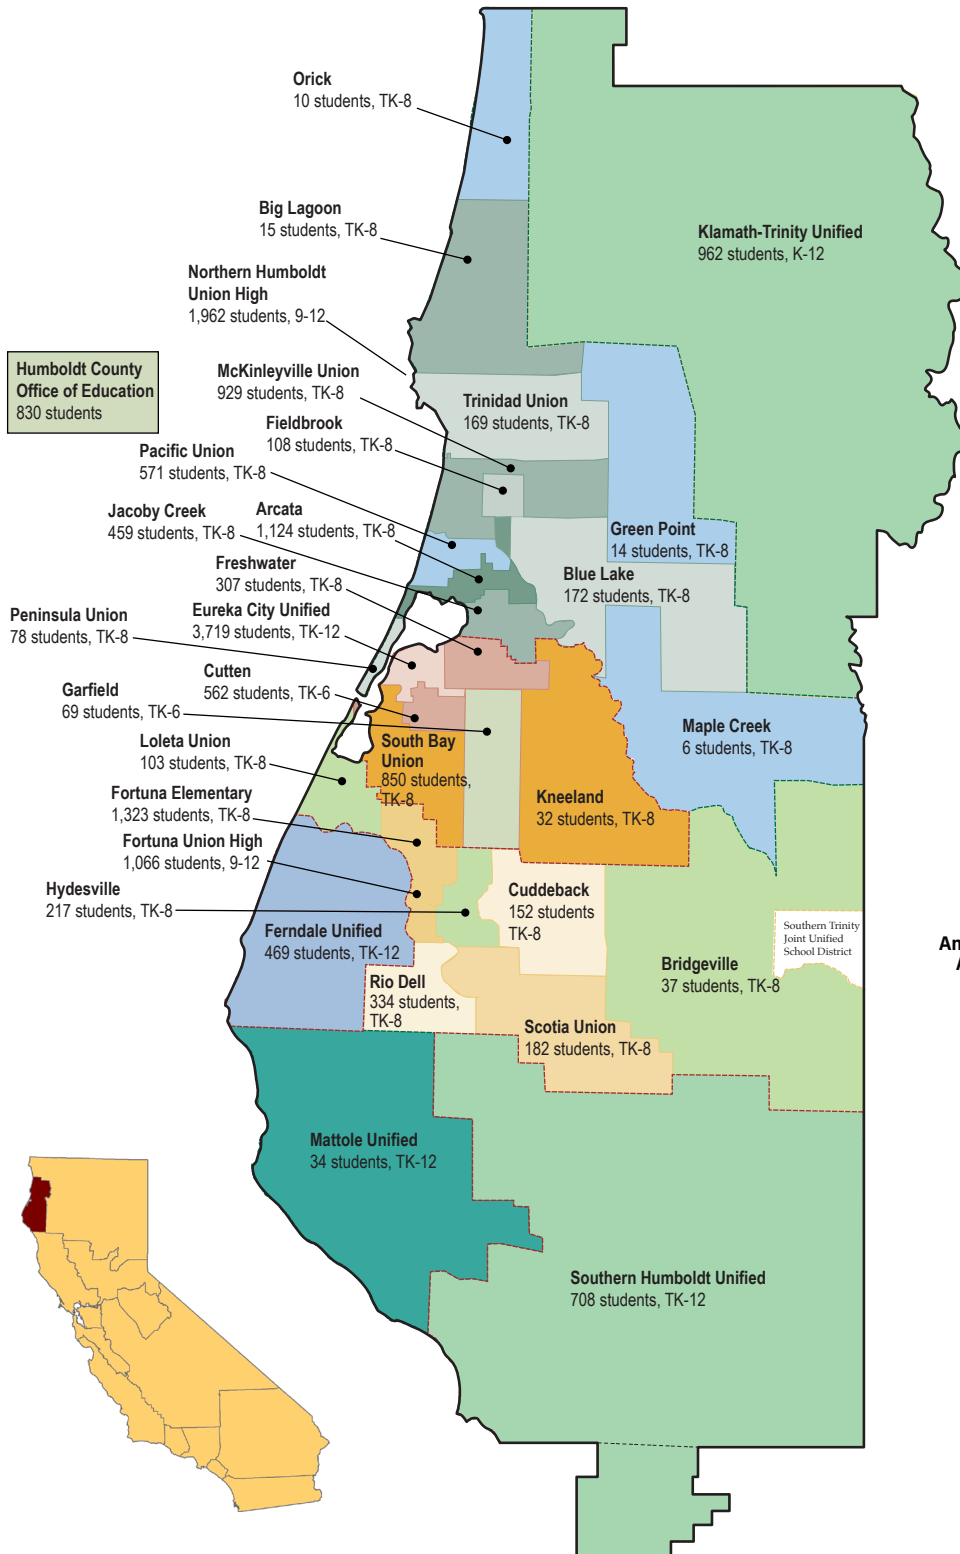 Orick
10 students, TK-8
Big Lagoon
15 students, TK-8
Klamath-Trinity Unified
962 students, K-12
Northern Humboldt
Union High
1,962 students, 9-12
Humboldt County
Office of Education
830 students
McKinleyville Union
929 students, TK-8
Trinidad Union
169 students, TK-8
Fieldbrook
108 students, TK-8
Pacific Union
571 students, TK-8
Jacoby Creek
459 students, TK-8
Arcata
1,124 students, TK-8
Green Point
14 students, TK-8
Freshwater
307 students, TK-8
Blue Lake
172 students, TK-8
Peninsula Union
78 students, TK-8
Eureka City Unified
3,719 students, TK-12
Cutten
562 students, TK-6
Garfield
69 students, TK-6
Maple Creek
6 students, TK-8
Loleta Union
103 students, TK-8
South Bay
Union
850 students,
TK-8
Kneeland
32 students, TK-8
Fortuna Elementary
1,323 students, TK-8
Fortuna Union High
1,066 students, 9-12
Hydesville
217 students, TK-8
Cuddeback
152 students
TK-8
Ferndale Unified
469 students, TK-12
Southern Trinity
Joint Unified
School District
An
A
Bridgeville
37 students, TK-8
Rio Dell
334 students,
TK-8
Scotia Union
182 students, TK-8
Mattole Unified
34 students, TK-12
Southern Humboldt Unified
708 students, TK-12